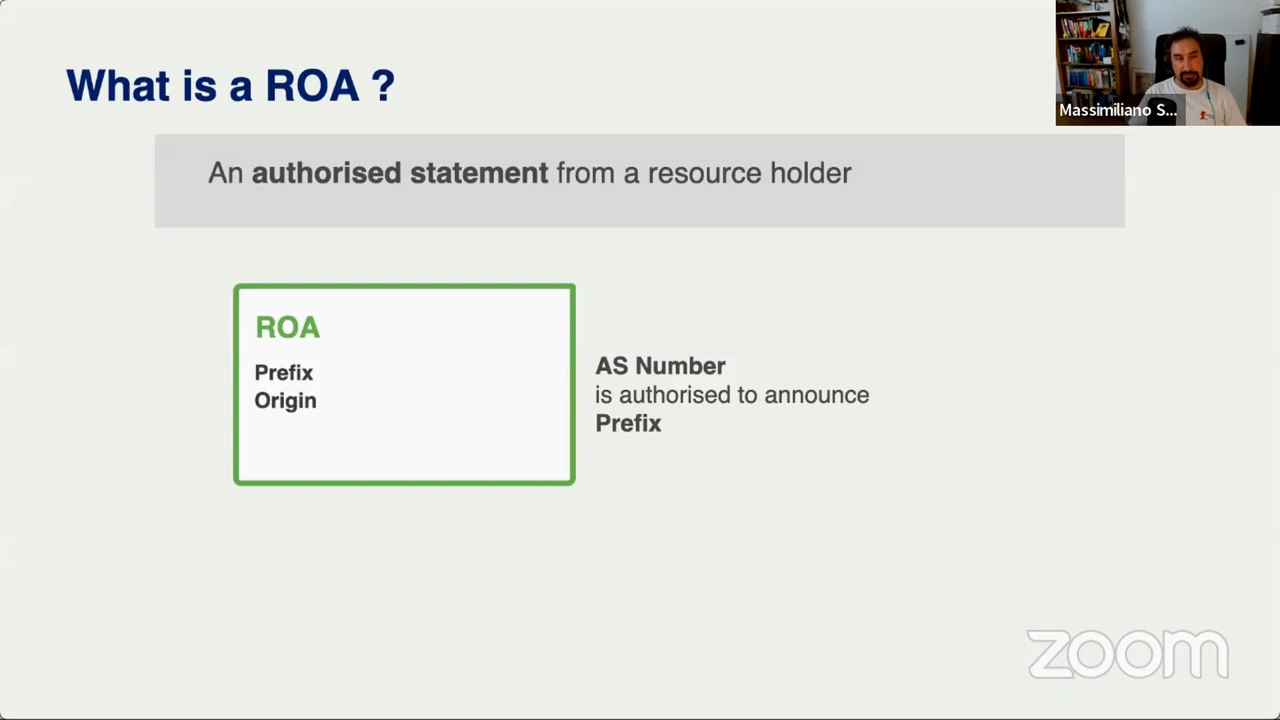 What is a ROA ?
Massimiliano S...
An authorised statement from a resource holder
ROA
Prefix
Origin
AS Number
is authorised to announce
Prefix
zoom